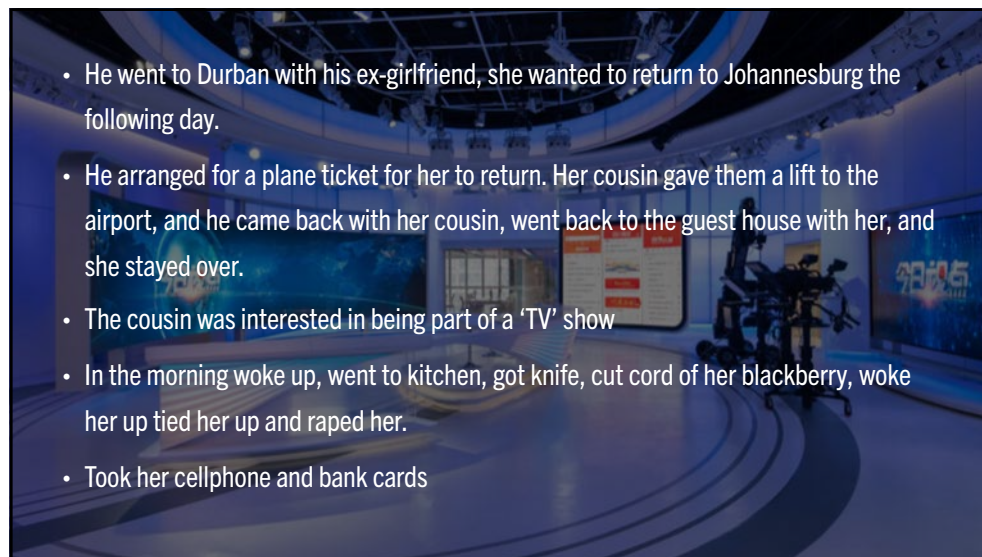 • He went to Durban with his ex-girlfriend, she wanted to return to Johannesburg the
following day.
• He arranged for a plane ticket for her to return. Her cousin gave them a lift to the
airport, and he came back with her cousin, went back to the guest house with her, and
she stayed over.
• The cousin was interested in being part of a ‘TV’ show
• In the morning woke up, went to kitchen, got knife, cut cord of her blackberry, woke
her up tied her up and raped her.
• Took her cellphone and bank cards
今日视点